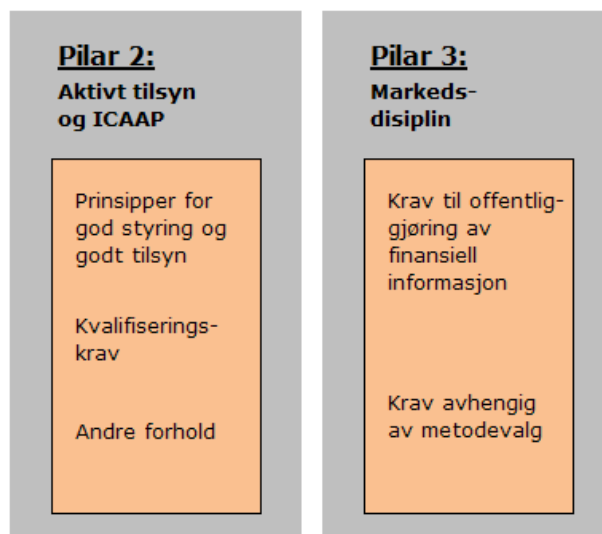 Pilar 2:
Aktivt tilsyn
og ICAAP
Prinsipper for
god styring og
godt tilsyn
Kvalifiserings-
krav
Andre forhold
Pilar 3:
Markeds-
disiplin
Krav til offentlig-
gjøring av
finansiell
informasjon
Krav avhengig
av metodevalg